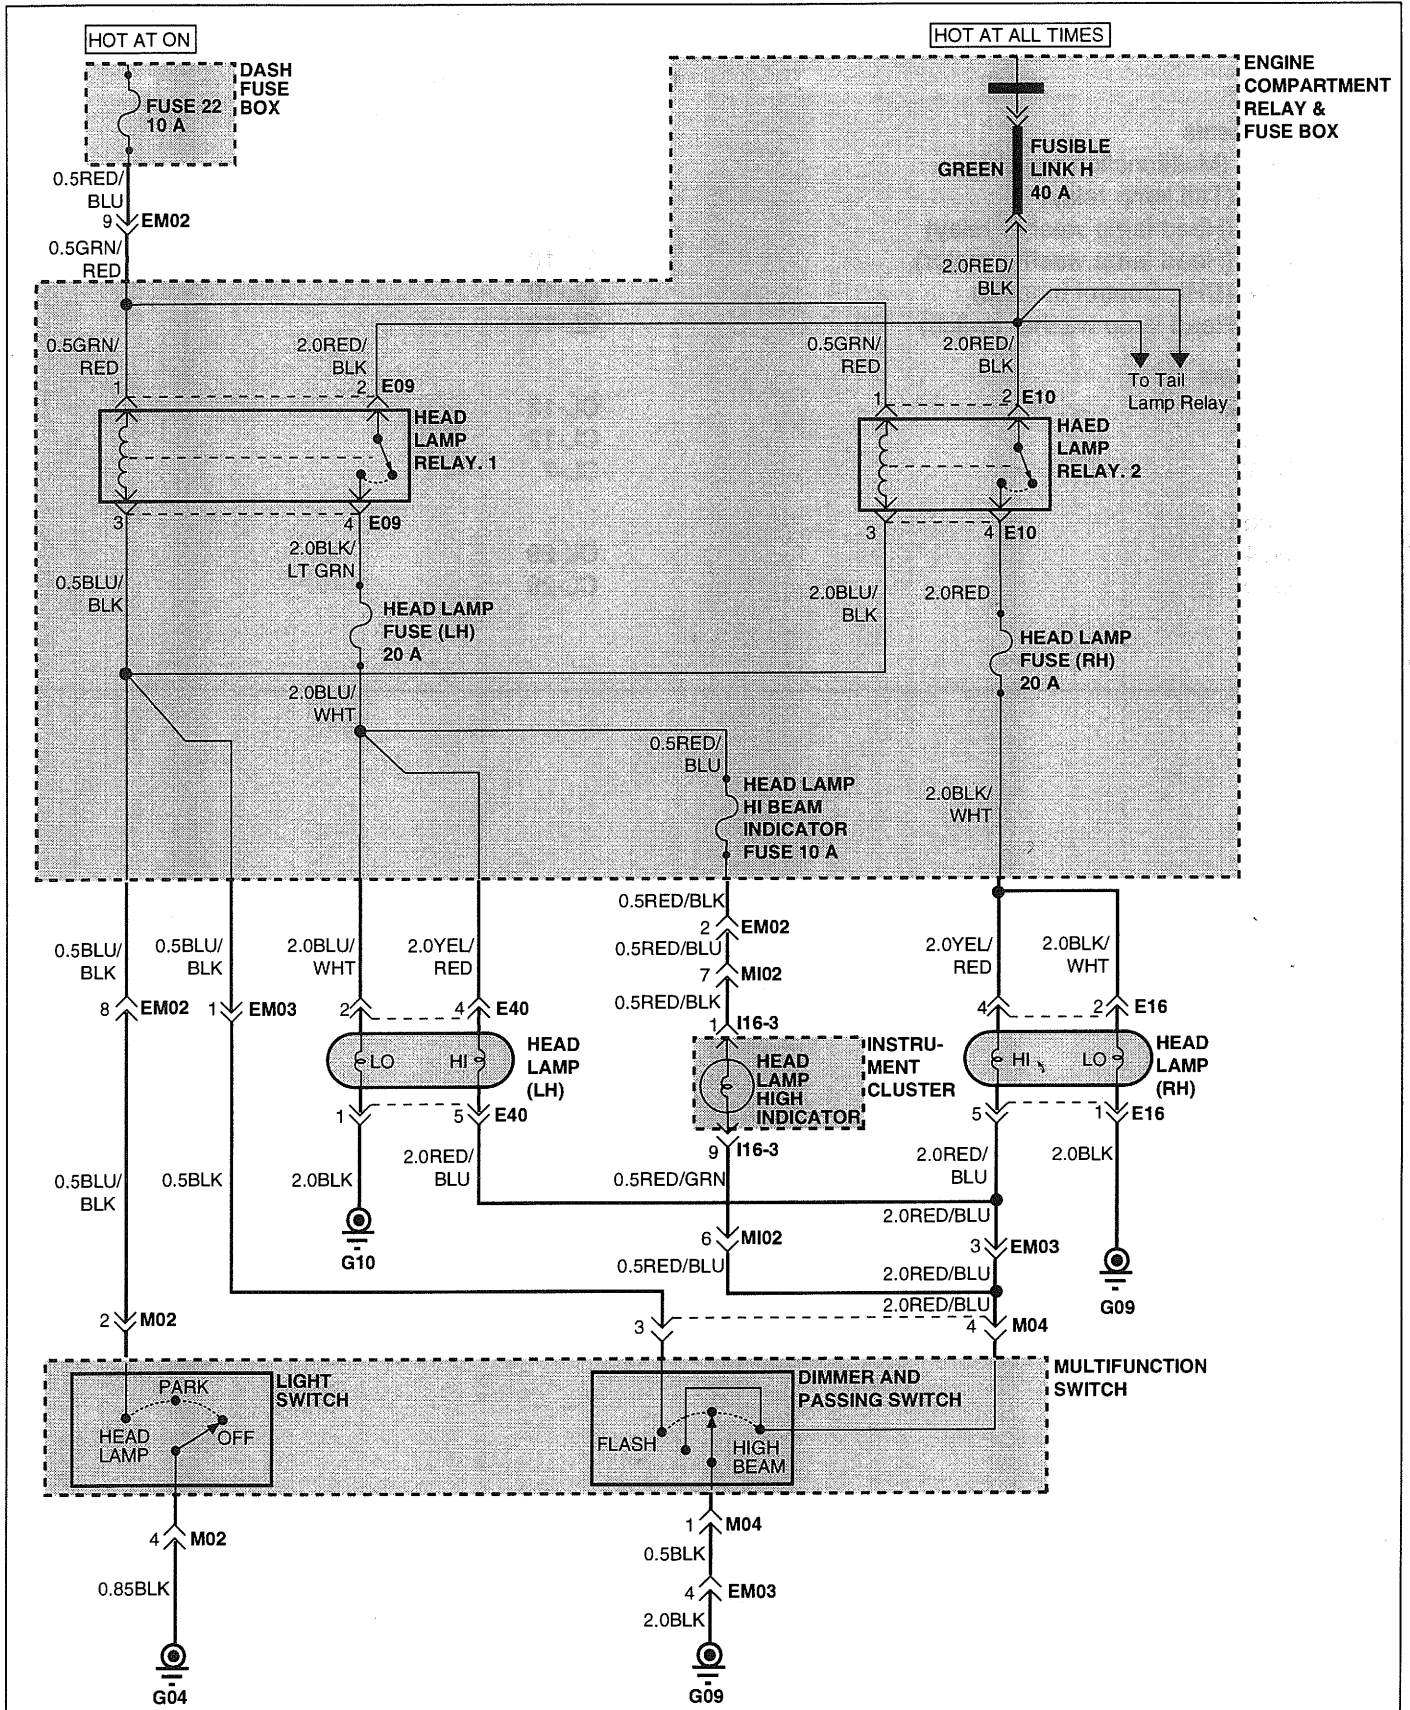 HOT AT ON
HOT AT ALL TIMES
DASH
FUSE
BOX
FUSE 22
10 A
ENGINE
COMPARTMENT
RELAY &
FUSE BOX
GREEN
FUSIBLE
LINK H
40 A
0.5RED/
BLU
9 EM02
0.5GRN/
RED
2.0RED/
BLK
0.5GRN/
RED
2.0RED/
BLK
0.5GRN/
RED
2.0RED/
BLK
To Tail
Lamp Relay
1
2 E09
1
2 E10
HEAD
LAMP
RELAY. 1
HAED
LAMP
RELAY. 2
3
4 E09
3
4 E10
2.0BLK/
LT GRN
0.5BLU/
BLK
2.0BLU/
BLK
2.0RED
HEAD LAMP
FUSE (LH)
20 A
HEAD LAMP
FUSE (RH)
20 A
2.0BLU/
WHT
0.5RED/
BLU
HEAD LAMP
HI BEAM
INDICATOR
FUSE 10 A
2.0BLK/
WHT
0.5RED/BLK
2 EM02
0.5BLU/
BLK
0.5BLU/
BLK
2.0BLU/
WHT
2.0YEL/
RED
0.5RED/BLU
2.0YEL/
RED
2.0BLK/
WHT
7 MI02
0.5RED/BLK
8 EM02
1 EM03
2
4 E40
1 I16-3
4
2 E16
LO
HI
HEAD
LAMP
(LH)
HEAD
LAMP
HIGH
INDICATOR
INSTRU-
MENT
CLUSTER
HI
LO
HEAD
LAMP
(RH)
1
5 E40
9 I16-3
5
1 E16
0.5BLU/
BLK
0.5BLK
2.0BLK
2.0RED/
BLU
0.5RED/GRN
2.0RED/
BLU
2.0BLK
2.0RED/BLU
G10
6 MI02
3 EM03
0.5RED/BLU
2.0RED/BLU
G09
2.0RED/BLU
2 M02
3
4 M04
LIGHT
SWITCH
PARK
HEAD
LAMP
OFF
DIMMER AND
PASSING SWITCH
FLASH
HIGH
BEAM
MULTIFUNCTION
SWITCH
4 M02
1 M04
0.5BLK
0.85BLK
4 EM03
2.0BLK
G04
G09